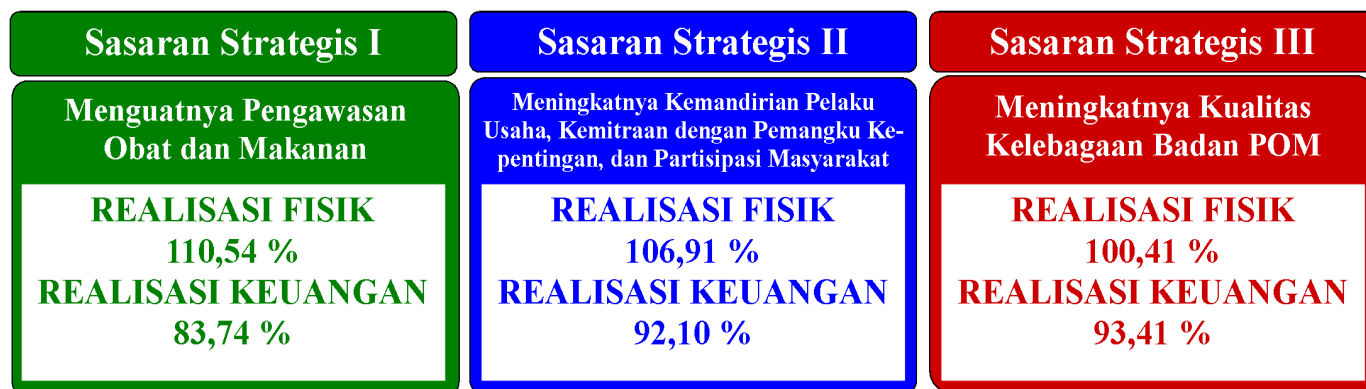 Sasaran Strategis I
Menguatnya Pengawasan
Obat dan Makanan
REALISASI FISIK
110,54 %
REALISASI KEUANGAN
83,74 %
Sasaran Strategis II
Meningkatnya Kemandirian Pelaku
Usaha, Kemitraan dengan Pemangku Ke-
pentingan, dan Partisipasi Masyarakat
REALISASI FISIK
106,91 %
REALISASI KEUANGAN
92,10 %
Sasaran Strategis III
Meningkatnya Kualitas
Kelebagaan Badan POM
REALISASI FISIK
100,41 %
REALISASI KEUANGAN
93,41 %